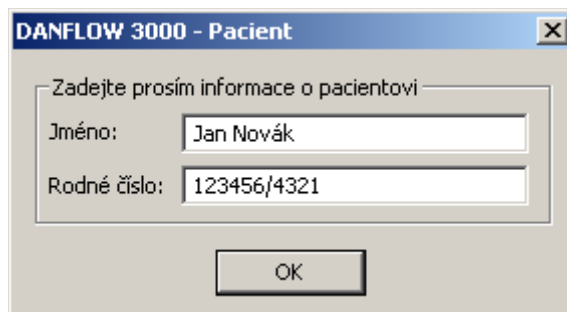 DANFLOW 3000 - Pacient
Zadejte prosím informace o pacientovi
Jméno: Jan Novák
Rodné číslo: 123456/4321
OK